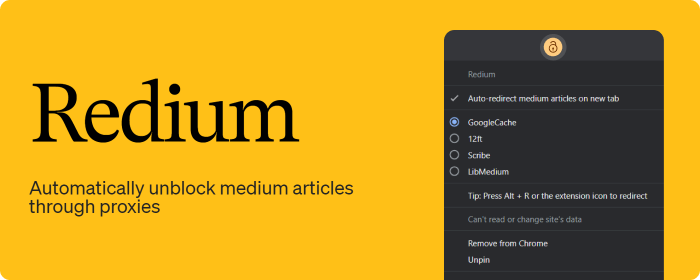 Redium
Automatically unblock medium articles
through proxies
Redium
Auto-redirect medium articles on new tab
GoogleCache
12ft
Scribe
LibMedium
Tip: Press Alt + R or the extension icon to redirect
Can't read or change site's data
Remove from Chrome
Unpin